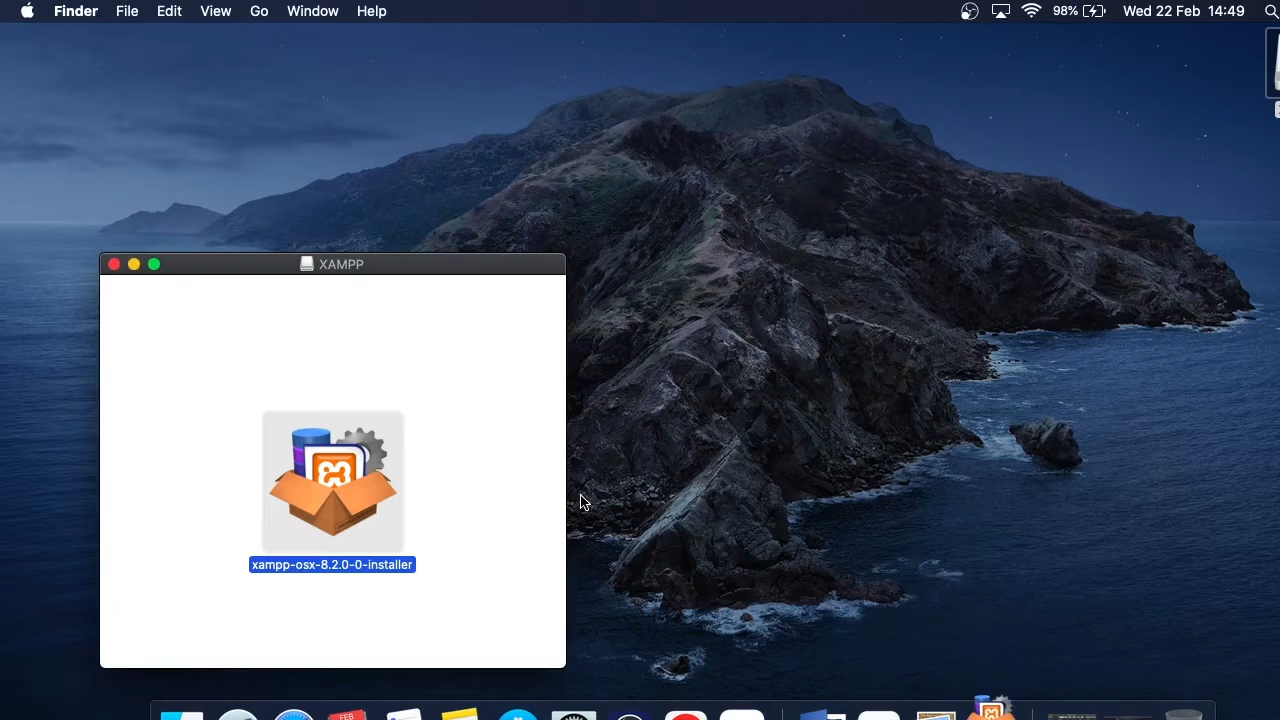 Finder File Edit View Go Window Help 98% Wed 22 Feb 14:49
XAMPP
xampp-osx-8.2.0-0-installer
FEB